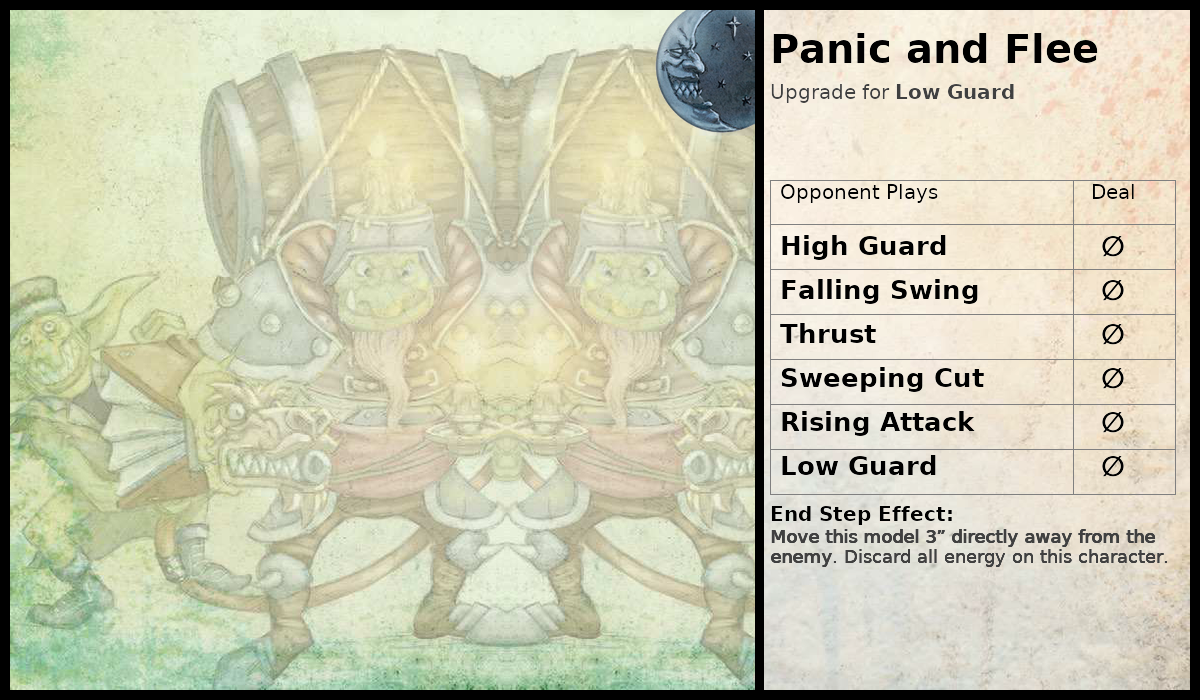 Panic and Flee
Upgrade for Low Guard
Opponent Plays Deal
High Guard ∅
Falling Swing ∅
Thrust ∅
Sweeping Cut ∅
Rising Attack ∅
Low Guard ∅
End Step Effect:
Move this model 3” directly away from the
enemy. Discard all energy on this character.